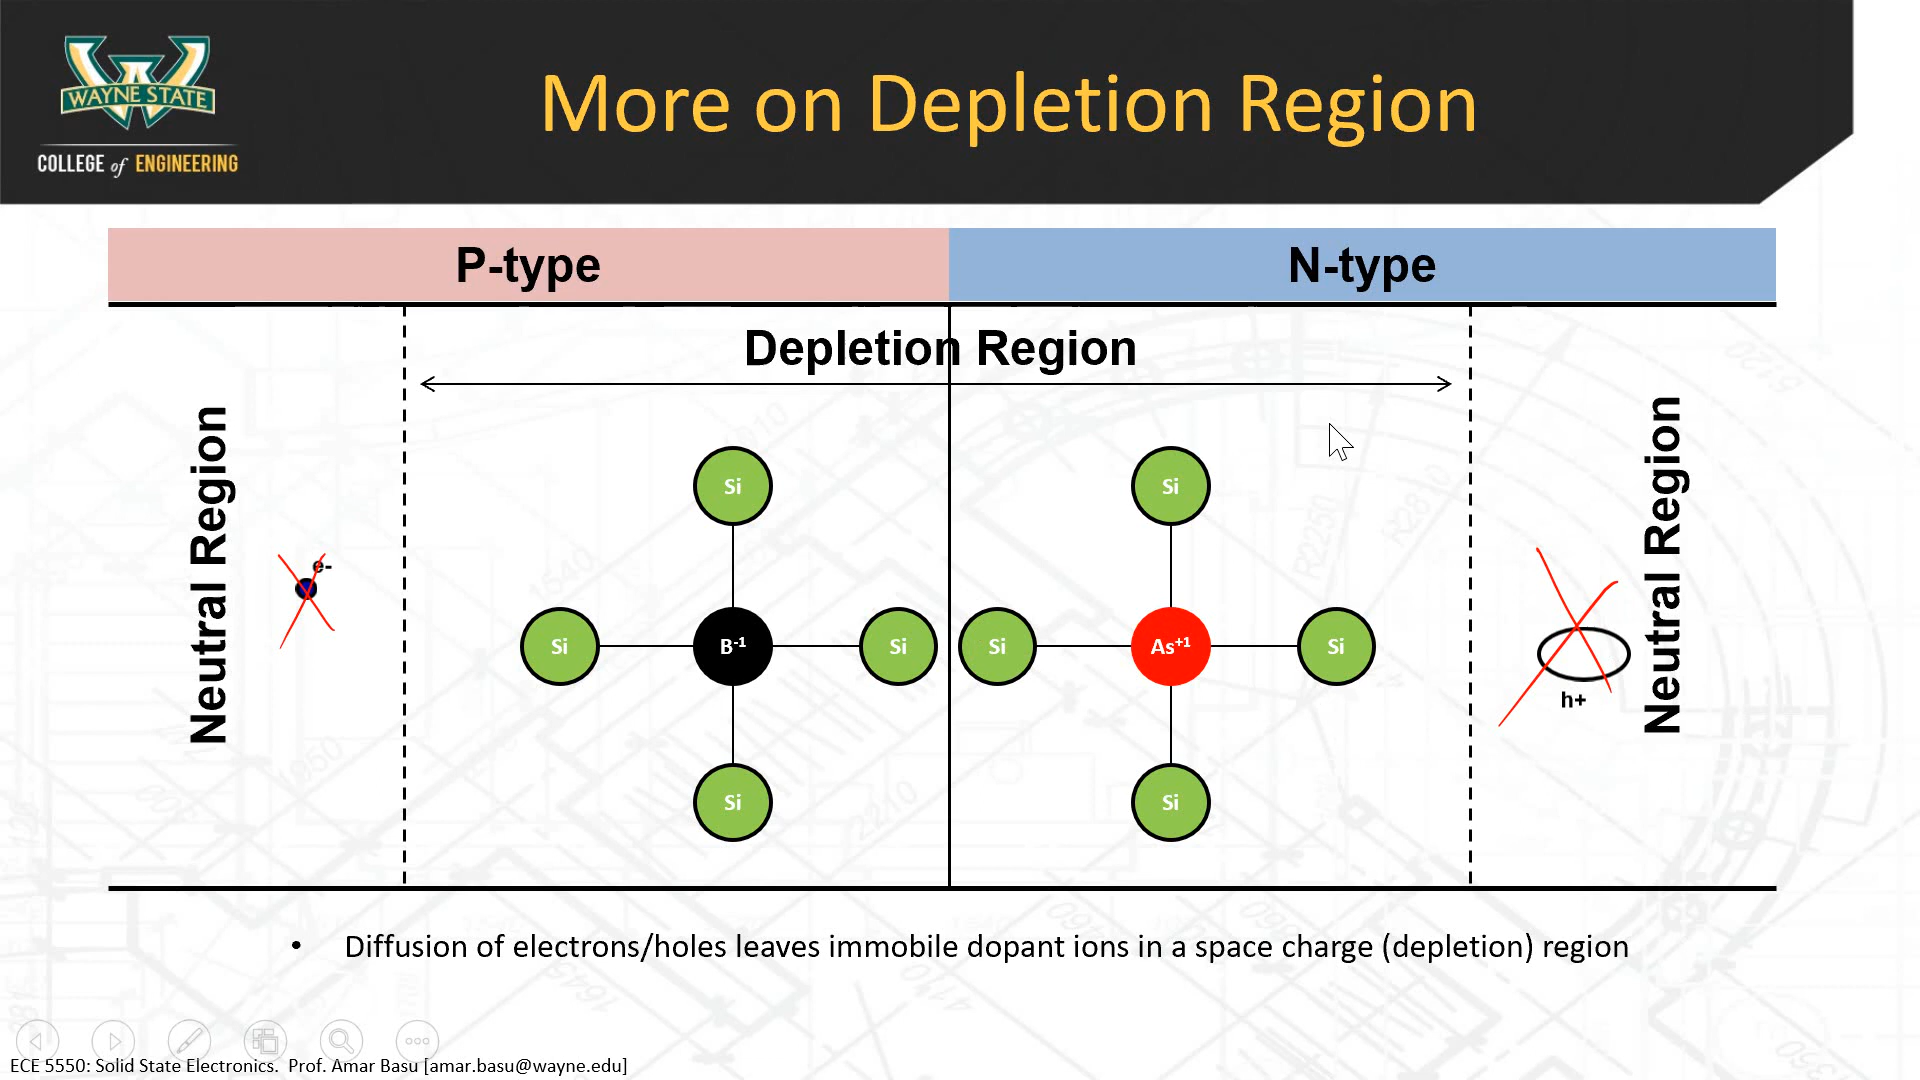 WAYNE STATE
COLLEGE of ENGINEERING
More on Depletion Region
P-type
N-type
Depletion Region
Neutral Region
e-
Si
Si
B-1
Si
Si
Si
Si
As+1
Si
Si
h+
Neutral Region
• Diffusion of electrons/holes leaves immobile dopant ions in a space charge (depletion) region
ECE 5550: Solid State Electronics. Prof. Amar Basu [amar.basu@wayne.edu]